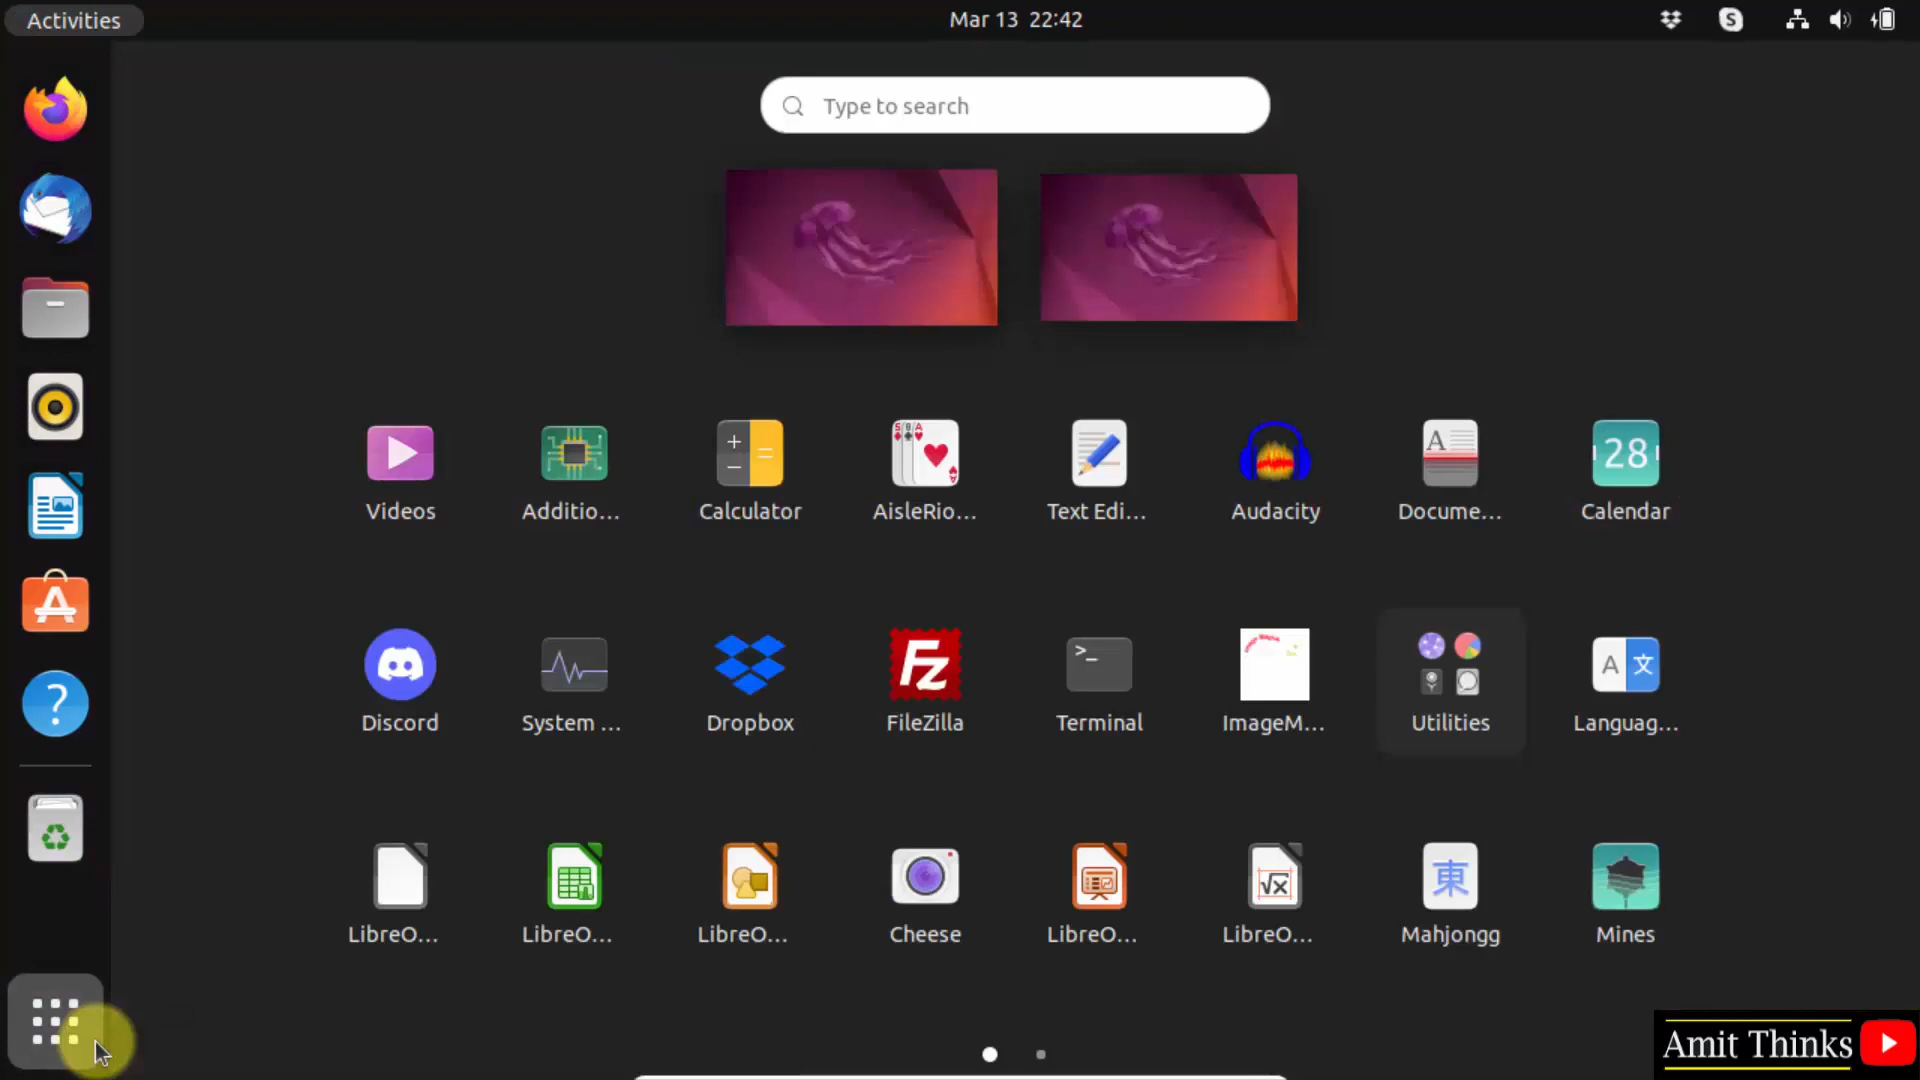 Activities
Mar 13 22:42
S
Type to search
Videos
Additio...
Calculator
AisleRio...
Text Edi...
Audacity
Docume...
Calendar
28
Discord
System ...
Dropbox
FileZilla
Terminal
ImageM...
Utilities
Languag...
LibreO...
LibreO...
LibreO...
Cheese
LibreO...
LibreO...
Mahjongg
Mines
Amit Thinks